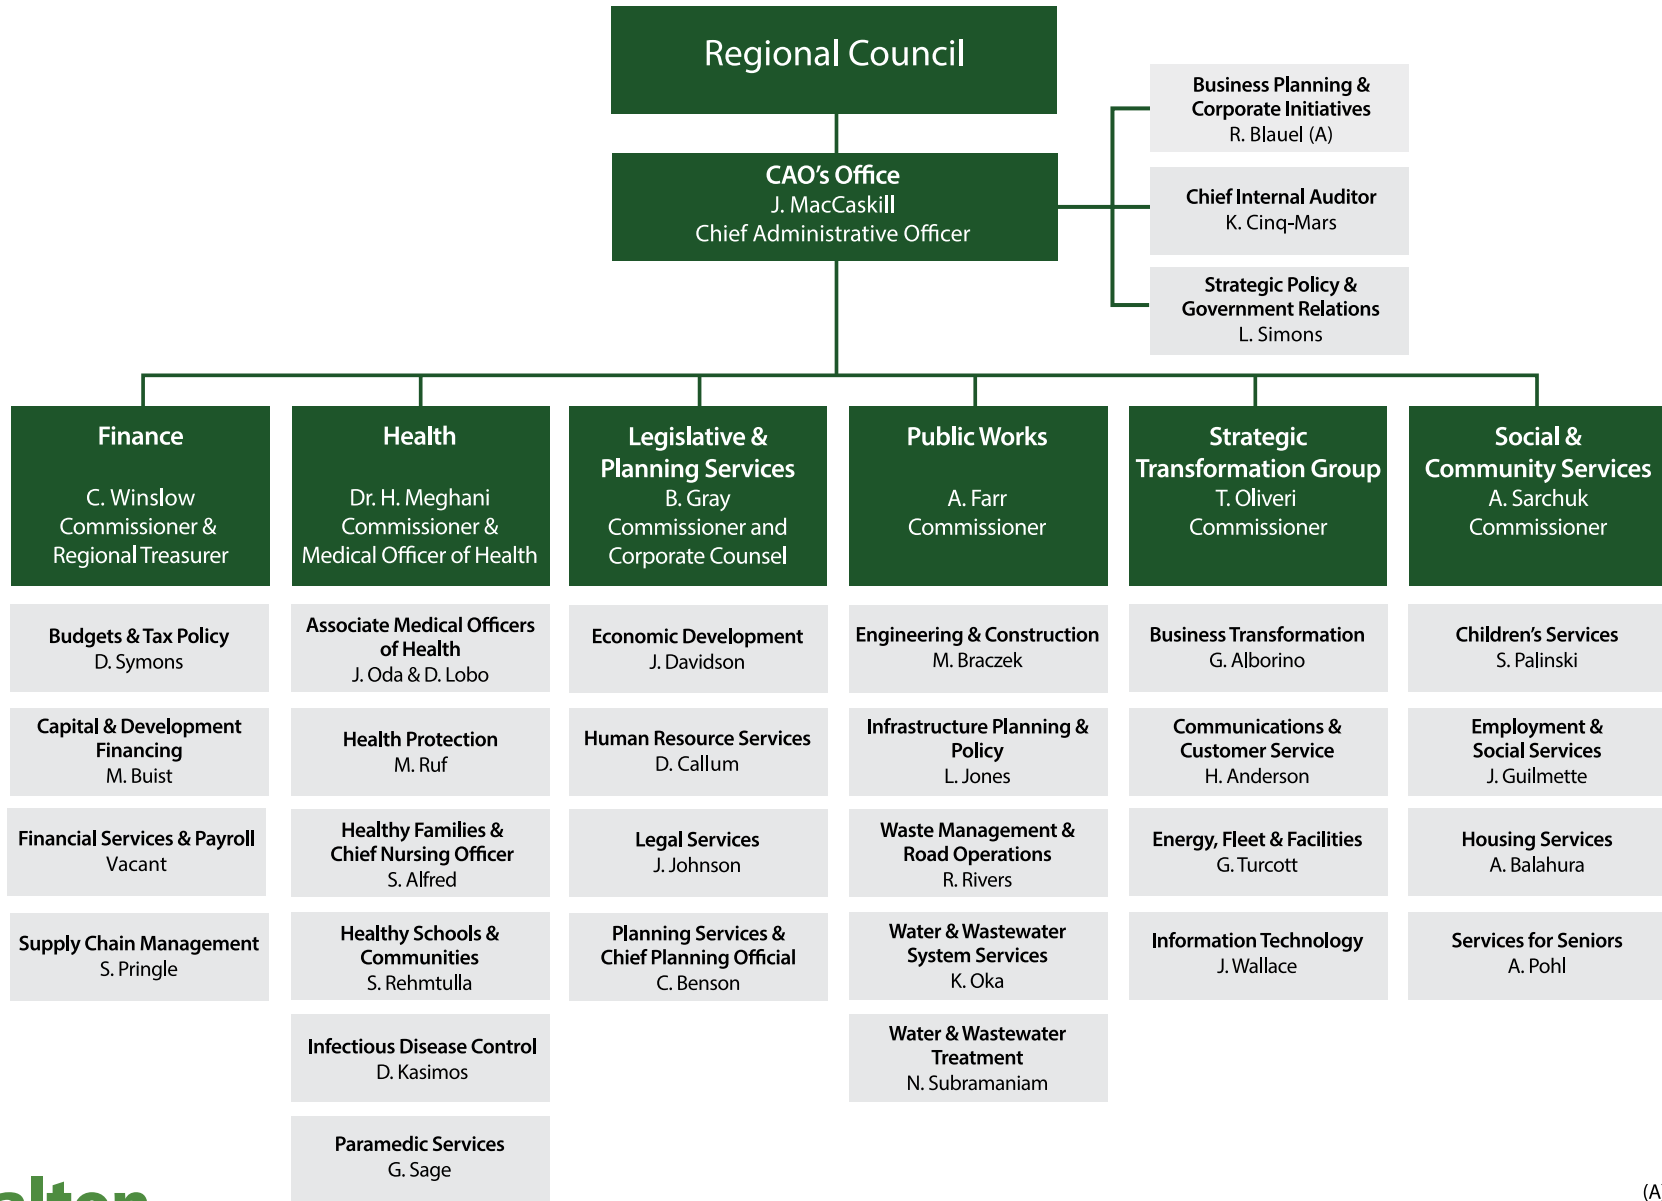 Regional Council
CAO's Office
J. MacCaskill
Chief Administrative Officer
Business Planning &
Corporate Initiatives
R. Blauel (A)
Chief Internal Auditor
K. Cinq-Mars
Strategic Policy &
Government Relations
L. Simons
Finance
C. Winslow
Commissioner &
Regional Treasurer
Budgets & Tax Policy
D. Symons
Capital & Development
Financing
M. Buist
Financial Services & Payroll
Vacant
Supply Chain Management
S. Pringle
Health
Dr. H. Meghani
Commissioner &
Medical Officer of Health
Associate Medical Officers
of Health
J. Oda & D. Lobo
Health Protection
M. Ruf
Healthy Families &
Chief Nursing Officer
S. Alfred
Healthy Schools &
Communities
S. Rehmtulla
Infectious Disease Control
D. Kasimos
Paramedic Services
G. Sage
Legislative &
Planning Services
B. Gray
Commissioner and
Corporate Counsel
Economic Development
J. Davidson
Human Resource Services
D. Callum
Legal Services
J. Johnson
Planning Services &
Chief Planning Official
C. Benson
Public Works
A. Farr
Commissioner
Engineering & Construction
M. Braczek
Infrastructure Planning &
Policy
L. Jones
Waste Management &
Road Operations
R. Rivers
Water & Wastewater
System Services
K. Oka
Water & Wastewater
Treatment
N. Subramaniam
Strategic
Transformation Group
T. Oliveri
Commissioner
Business Transformation
G. Alborino
Communications &
Customer Service
H. Anderson
Energy, Fleet & Facilities
G. Turcott
Information Technology
J. Wallace
Social &
Community Services
A. Sarchuk
Commissioner
Children's Services
S. Palinski
Employment &
Social Services
J. Guilmette
Housing Services
A. Balahura
Services for Seniors
A. Pohl
(A)